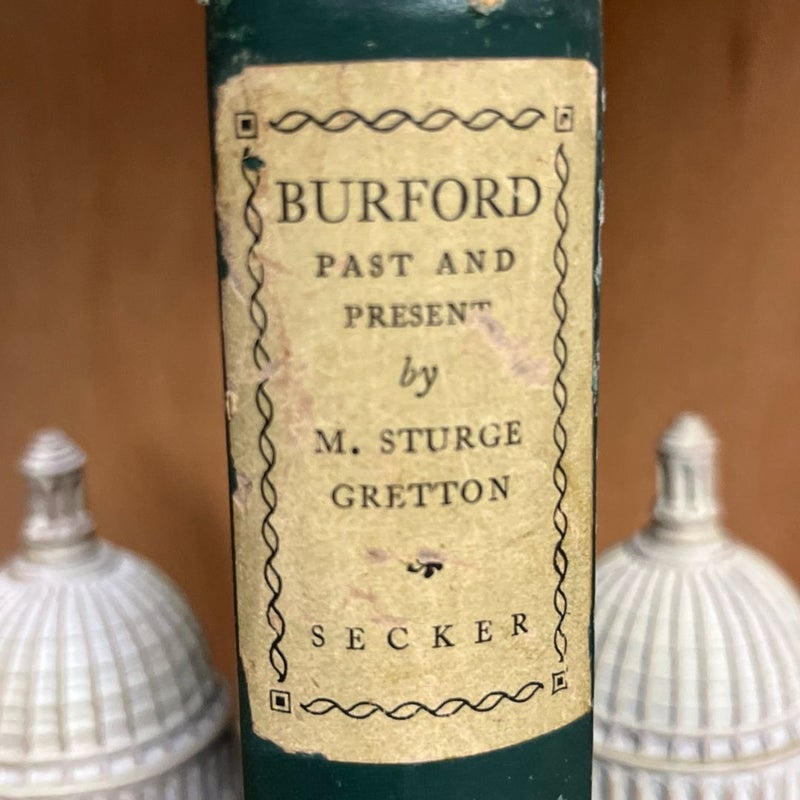 BURFORD
PAST AND
PRESENT
by
M. STURGE
GRETTON
SECKER